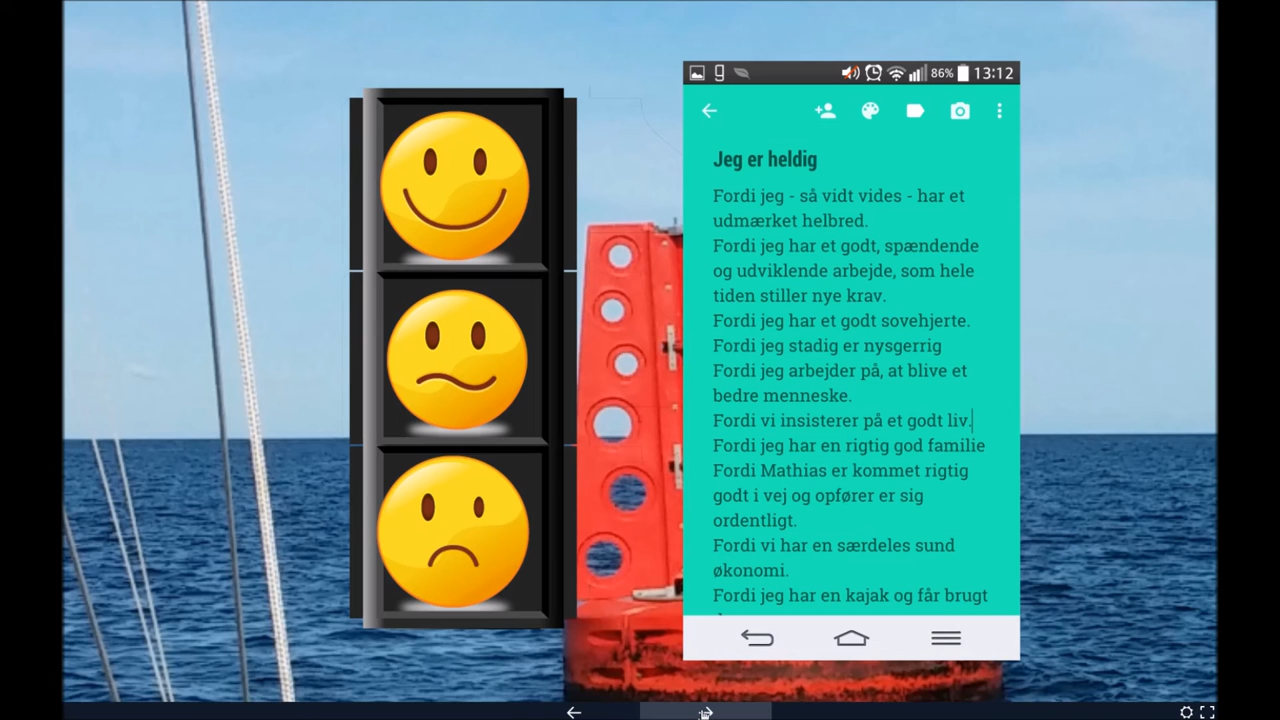 86% 13:12
Jeg er heldig
Fordi jeg - så vidt vides - har et
udmærket helbred.
Fordi jeg har et godt, spændende
og udviklende arbejde, som hele
tiden stiller nye krav.
Fordi jeg har et godt sovehjerte.
Fordi jeg stadig er nysgerrig
Fordi jeg arbejder på, at blive et
bedre menneske.
Fordi vi insisterer på et godt liv.
Fordi jeg har en rigtig god familie
Fordi Mathias er kommet rigtig
godt i vej og opfører er sig
ordentligt.
Fordi vi har en særdeles sund
økonomi.
Fordi jeg har en kajak og får brugt